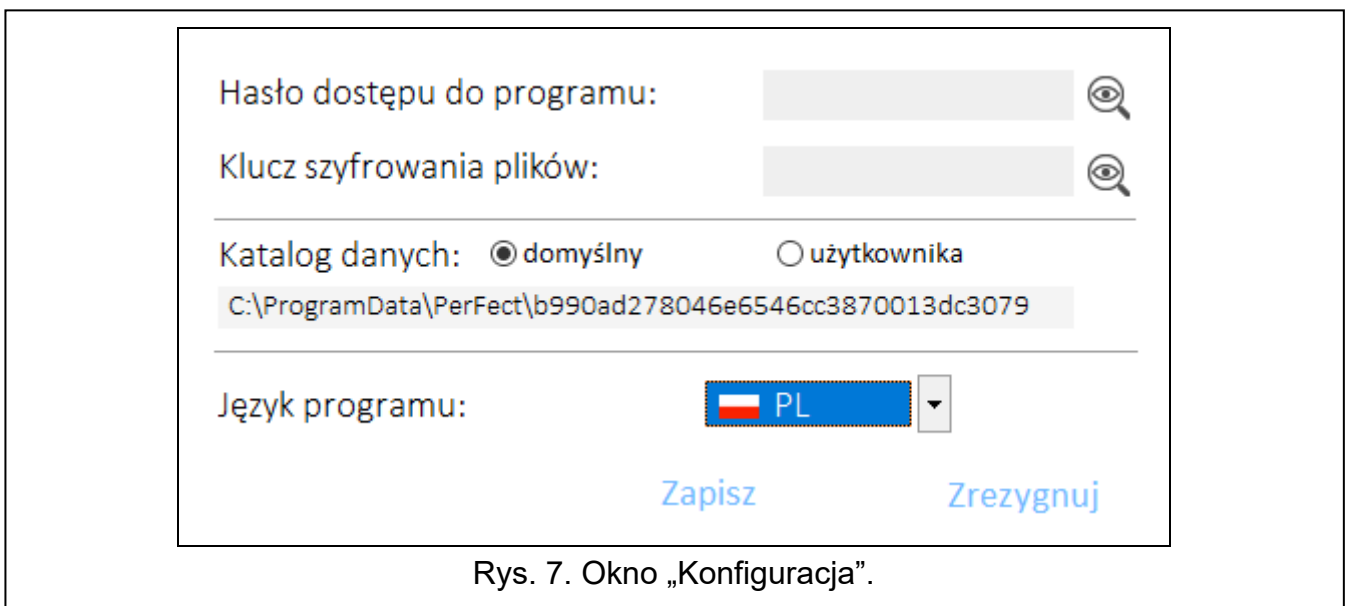 Hasło dostępu do programu:
Klucz szyfrowania plików:
Katalog danych: domyślny użytkownika
C:\ProgramData\PerFect\b990ad278046e6546cc3870013dc3079
Język programu: PL
Zapisz Zrezygnuj
Rys. 7. Okno „Konfiguracja”.